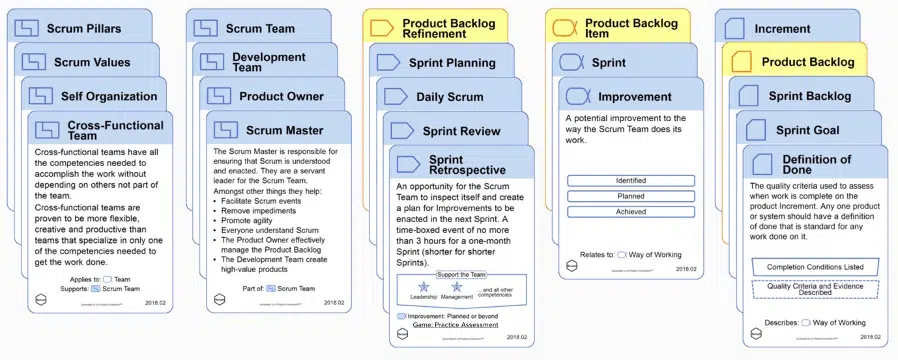 Scrum Pillars
Scrum Values
Self Organization
Cross-Functional
Team
Cross-functional teams have all
the competencies needed to
accomplish the work without
depending on others not part of
the team.
Cross-functional teams
are proven to be more flexible,
creative and productive than
teams that specialize in only one
of the competencies needed to
get the work done.
Applies to: Team
Supports: Scrum Team
2018.02
Scrum Team
Development
Team
Product Owner
Scrum Master
The Scrum Master is responsible for
ensuring that Scrum is understood
and enacted. They are a servant
leader for the Scrum Team.
Amongst other things they help:
• Facilitate Scrum events
• Remove impediments
• Promote agility
• Everyone understand Scrum
• The Product Owner effectively
manage the Product Backlog
• The Development Team create
high-value products
Part of: Scrum Team
2018.02
Product Backlog
Refinement
Sprint Planning
Daily Scrum
Sprint Review
Sprint
Retrospective
An opportunity for the Scrum
Team to inspect itself and create
a plan for Improvements to be
enacted in the next Sprint. A
time-boxed event of no more
than 3 hours for a one-month
Sprint (shorter for shorter
Sprints).
Support the Team
Leadership
Management
... and all other
competencies
Improvement: Planned or beyond
Game: Practice Assessment
2018.02
Product Backlog
Item
Sprint
Improvement
A potential improvement to the
way the Scrum Team does its
work.
Identified
Planned
Achieved
Relates to: Way of Working
2018.02
Increment
Product Backlog
Sprint Backlog
Sprint Goal
Definition of
Done
The quality criteria used to assess
when work is complete on the
product Increment. Any one product
or system should have a definition
of done that is standard for any
work done on it.
Completion Conditions Listed
Quality Criteria and Evidence
Described
Describes: Way of Working
2018.02